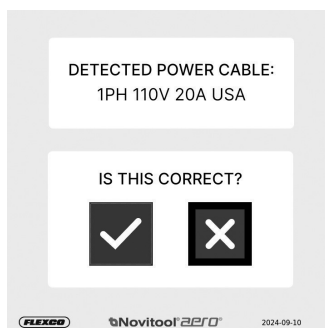 DETECTED POWER CABLE:
1PH 110V 20A USA
IS THIS CORRECT?
FLEXCO Novitool® aero® 2024-09-10